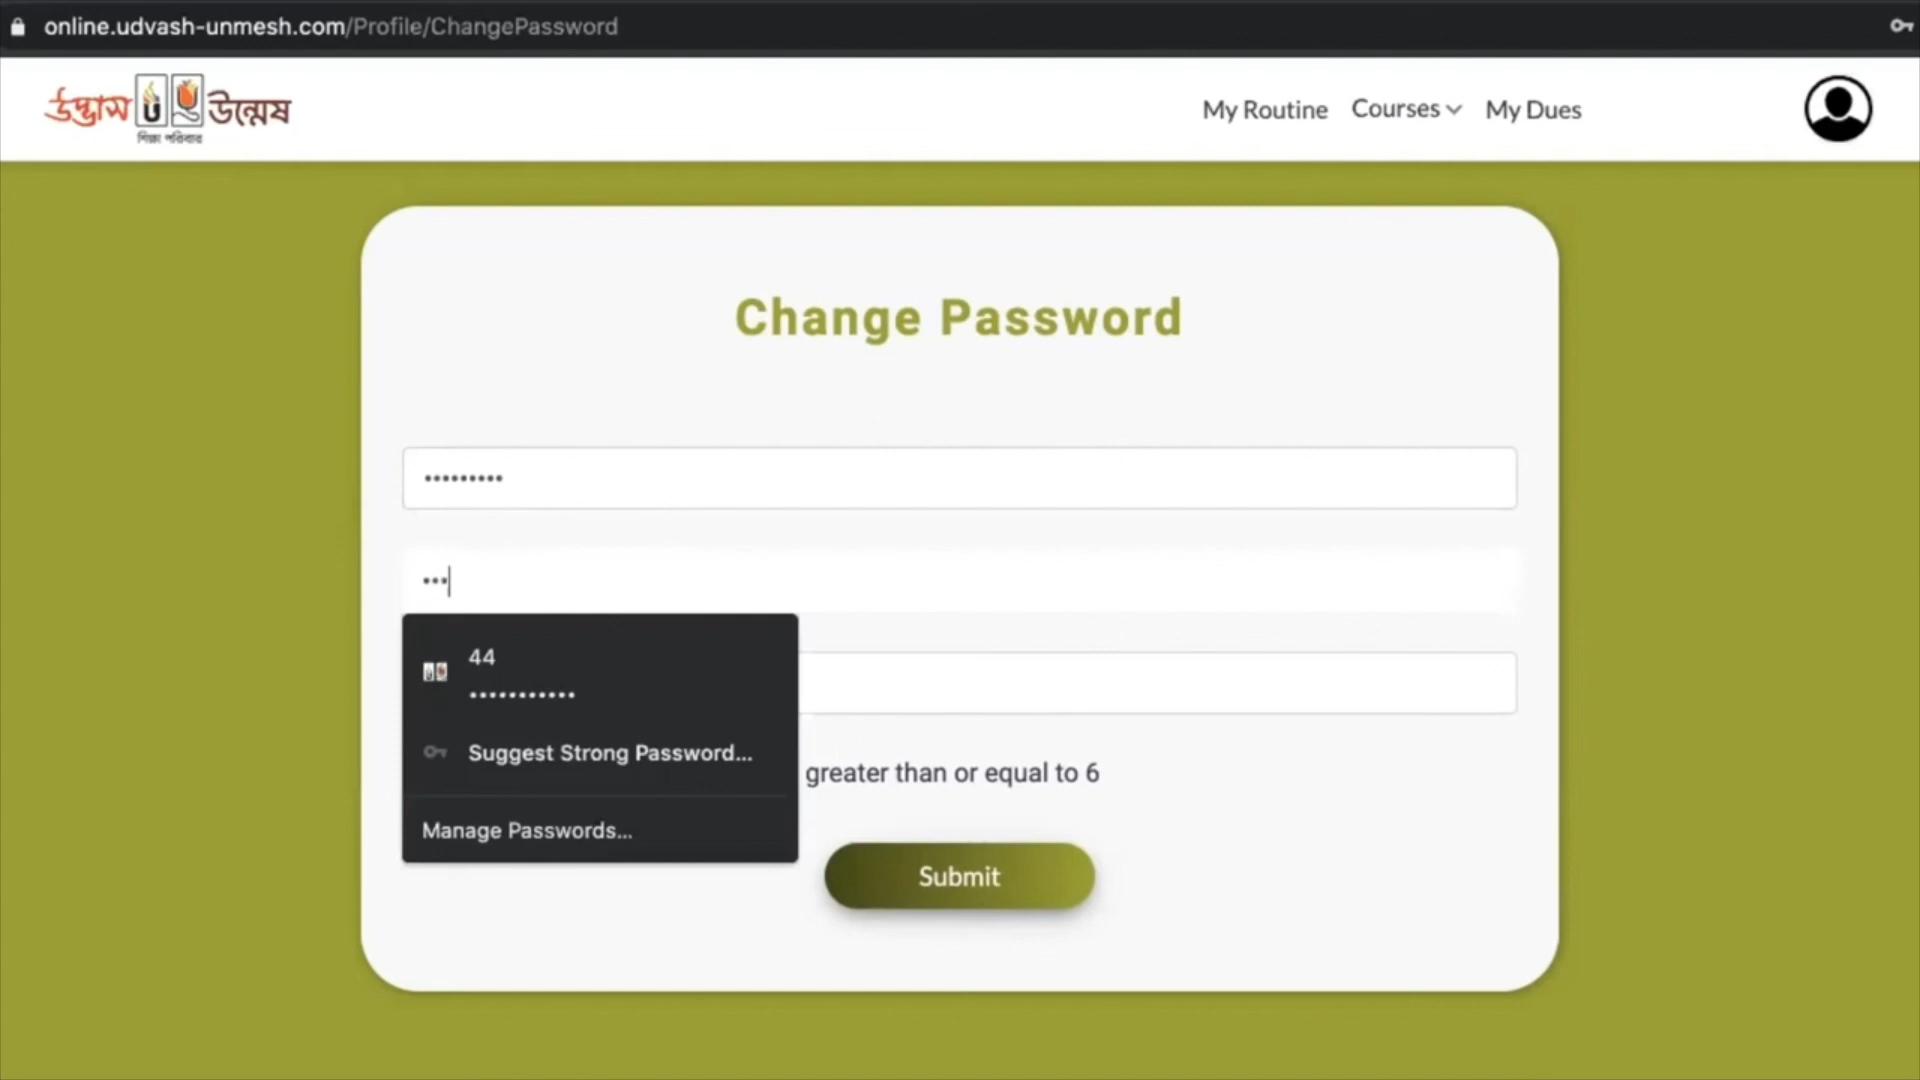 online.udvash-unmesh.com/Profile/ChangePassword
উদ্ভাস উন্মেষ
শিক্ষা পরিবার
My Routine Courses My Dues
Change Password
•••••••••
•••
44
•••••••••••
Suggest Strong Password...
greater than or equal to 6
Manage Passwords...
Submit